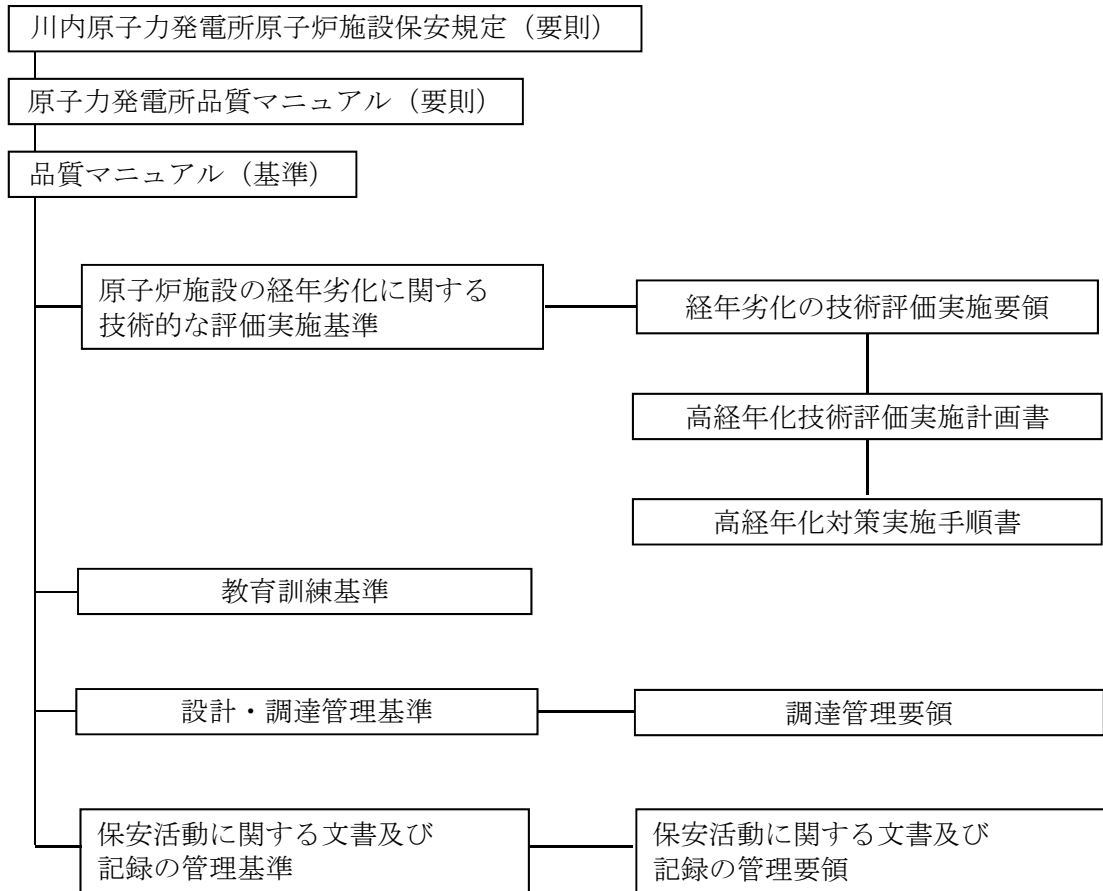 川内原子力発電所原子炉施設保安規定（要則）
原子力発電所品質マニュアル（要則）
品質マニュアル（基準）
原子炉施設の経年劣化に関する
技術的な評価実施基準
経年劣化の技術評価実施要領
高経年化技術評価実施計画書
高経年化対策実施手順書
教育訓練基準
設計・調達管理基準
調達管理要領
保安活動に関する文書及び
記録の管理基準
保安活動に関する文書及び
記録の管理要領